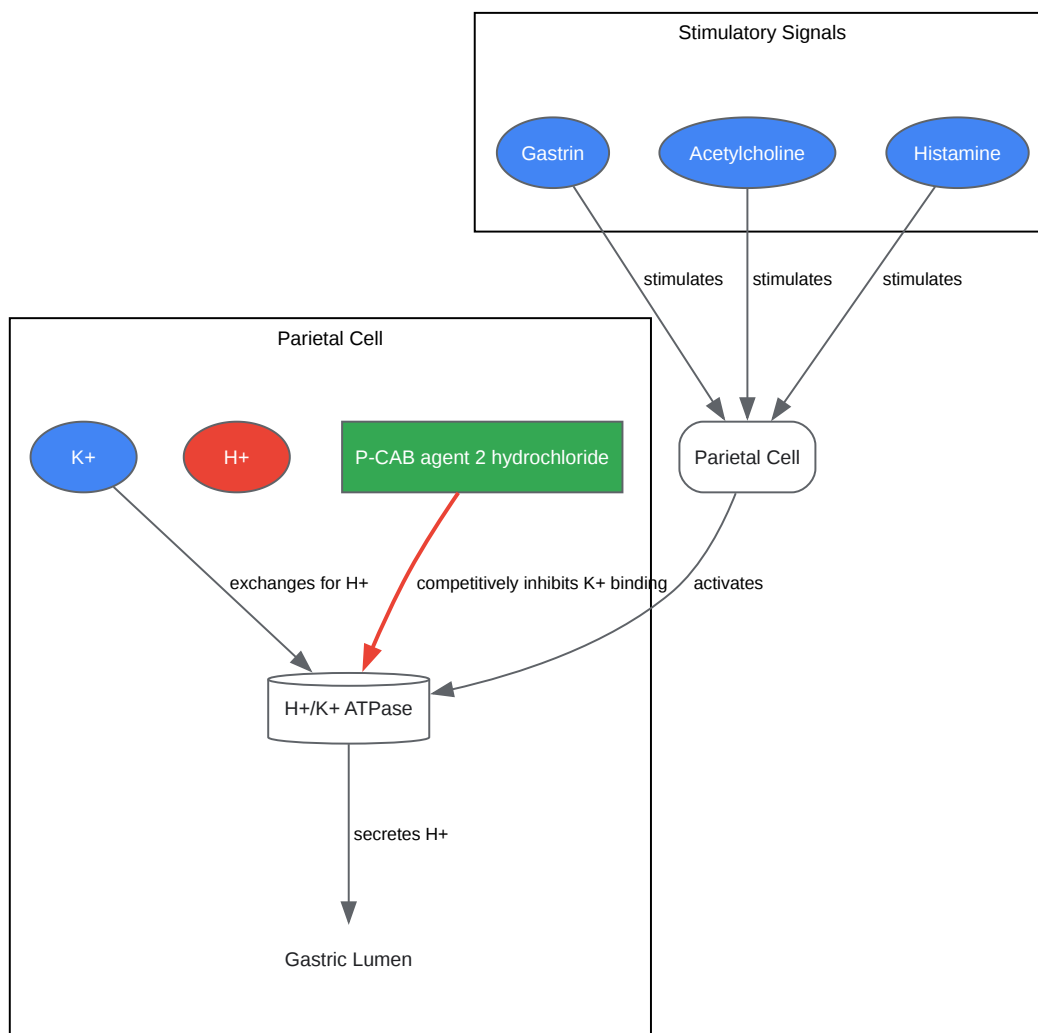 Stimulatory Signals
Gastrin
Acetylcholine
Histamine
stimulates
stimulates
stimulates
Parietal Cell
K+
H+
P-CAB agent 2 hydrochloride
Parietal Cell
exchanges for H+
competitively inhibits K+ binding
activates
H+/K+ ATPase
secretes H+
Gastric Lumen